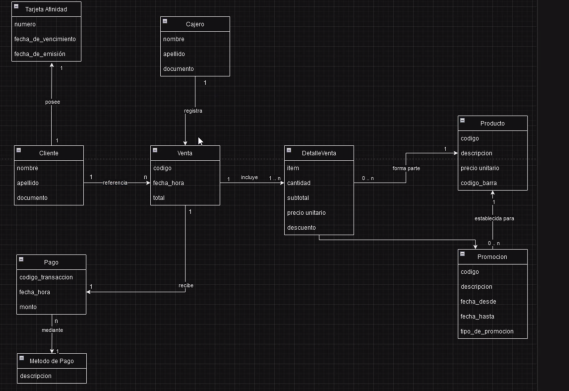 Tarjeta Afinidad
numero
fecha_de_vencimiento
fecha_de_emisión
1
posee
1
Cajero
nombre
apellido
documento
1
registra
Cliente
nombre
apellido
documento
1
referencia
n
Venta
codigo
fecha_hora
total
1
incluye
1 .. n
DetalleVenta
item
cantidad
subtotal
precio unitario
descuento
0 .. n
forma parte
1
Producto
codigo
descripcion
precio unitario
codigo_barra
1
establecida para
0 .. n
Promocion
codigo
descripcion
fecha_desde
fecha_hasta
tipo_de_promocion
1
recibe
1
Pago
codigo_transaccion
fecha_hora
monto
n
mediante
1
Metodo de Pago
descripcion